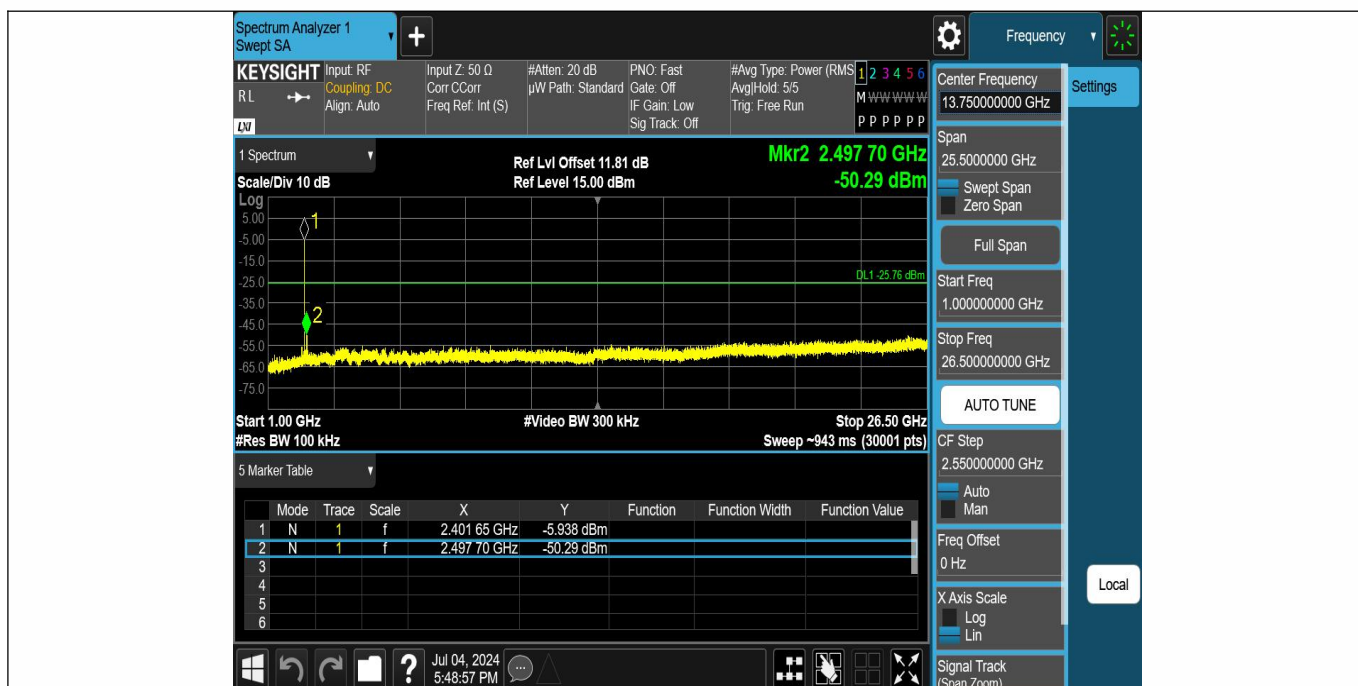 Spectrum Analyzer 1
Swept SA
+
Frequency
KEYSIGHT
RL
LXI
Input: RF
Coupling: DC
Align: Auto
Input Z: 50 Ω
Corr CCorr
Freq Ref: Int (S)
#Atten: 20 dB
µW Path: Standard
PNO: Fast
Gate: Off
IF Gain: Low
Sig Track: Off
#Avg Type: Power (RMS
Avg|Hold: 5/5
Trig: Free Run
1 2 3 4 5 6
M W W W W W
P P P P P P
1 Spectrum
Scale/Div 10 dB
Ref Lvl Offset 11.81 dB
Ref Level 15.00 dBm
Mkr2 2.497 70 GHz
-50.29 dBm
Log
5.00
-5.00
-15.0
-25.0
-35.0
-45.0
-55.0
-65.0
-75.0
1
2
DL1 -25.76 dBm
Start 1.00 GHz
#Res BW 100 kHz
#Video BW 300 kHz
Stop 26.50 GHz
Sweep ~943 ms (30001 pts)
5 Marker Table
Mode Trace Scale X Y Function Function Width Function Value
1 N 1 f 2.401 65 GHz -5.938 dBm
2 N 1 f 2.497 70 GHz -50.29 dBm
3
4
5
6
Jul 04, 2024
5:48:57 PM
Center Frequency
13.750000000 GHz
Settings
Span
25.5000000 GHz
Swept Span
Zero Span
Full Span
Start Freq
1.000000000 GHz
Stop Freq
26.50000000 GHz
AUTO TUNE
CF Step
2.550000000 GHz
Auto
Man
Freq Offset
0 Hz
X Axis Scale
Log
Lin
Local
Signal Track
(Span Zoom)